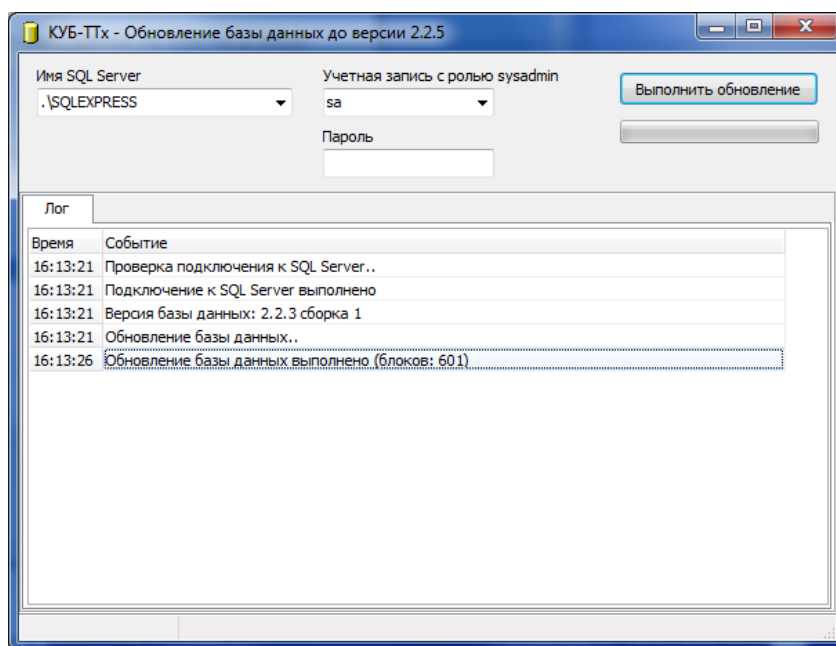 КУБ-ТТх - Обновление базы данных до версии 2.2.5
Имя SQL Server
Учетная запись с ролью sysadmin
.\SQLEXPRESS
sa
Выполнить обновление
Пароль
Лог
Время Событие
16:13:21 Проверка подключения к SQL Server..
16:13:21 Подключение к SQL Server выполнено
16:13:21 Версия базы данных: 2.2.3 сборка 1
16:13:21 Обновление базы данных..
16:13:26 Обновление базы данных выполнено (блоков: 601)